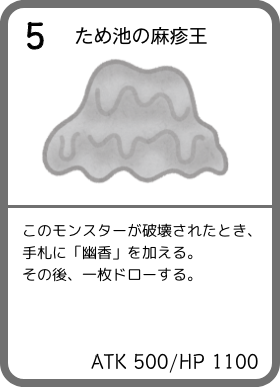 5
ため池の麻疹王
このモンスターが破壊されたとき、
手札に「幽香」を加える。
その後、一枚ドローする。
ATK 500/HP 1100